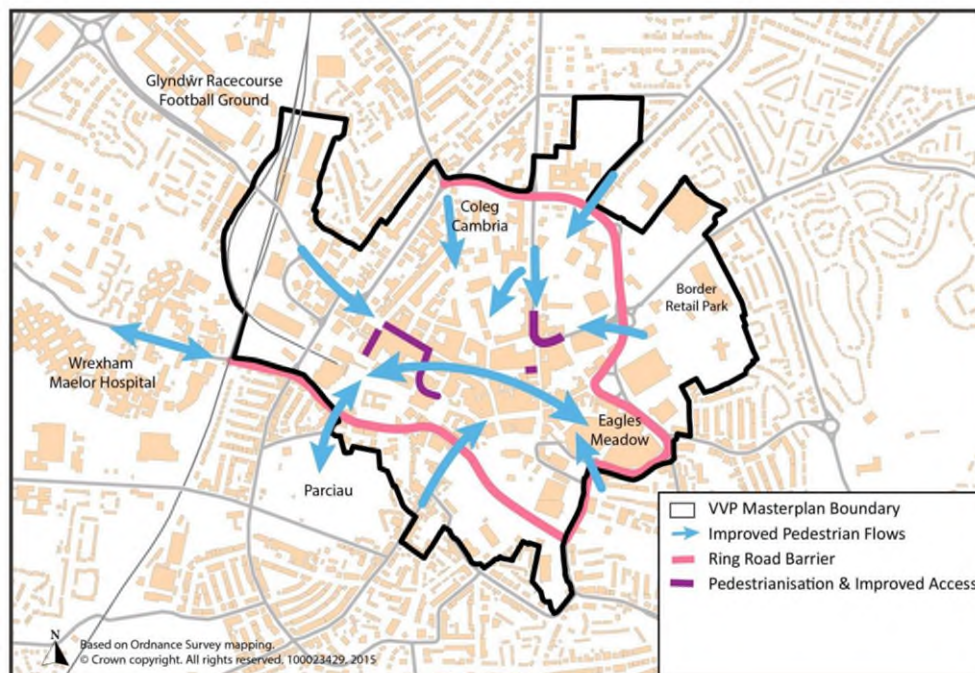 Glyndŵr Racecourse
Football Ground
Coleg
Cambria
Border
Retail Park
Wrexham
Maelor Hospital
Eagles
Meadow
Parciau
VVP Masterplan Boundary
Improved Pedestrian Flows
Ring Road Barrier
Pedestrianisation & Improved Access
N
Based on Ordnance Survey mapping.
© Crown copyright. All rights reserved. 100023429, 2015